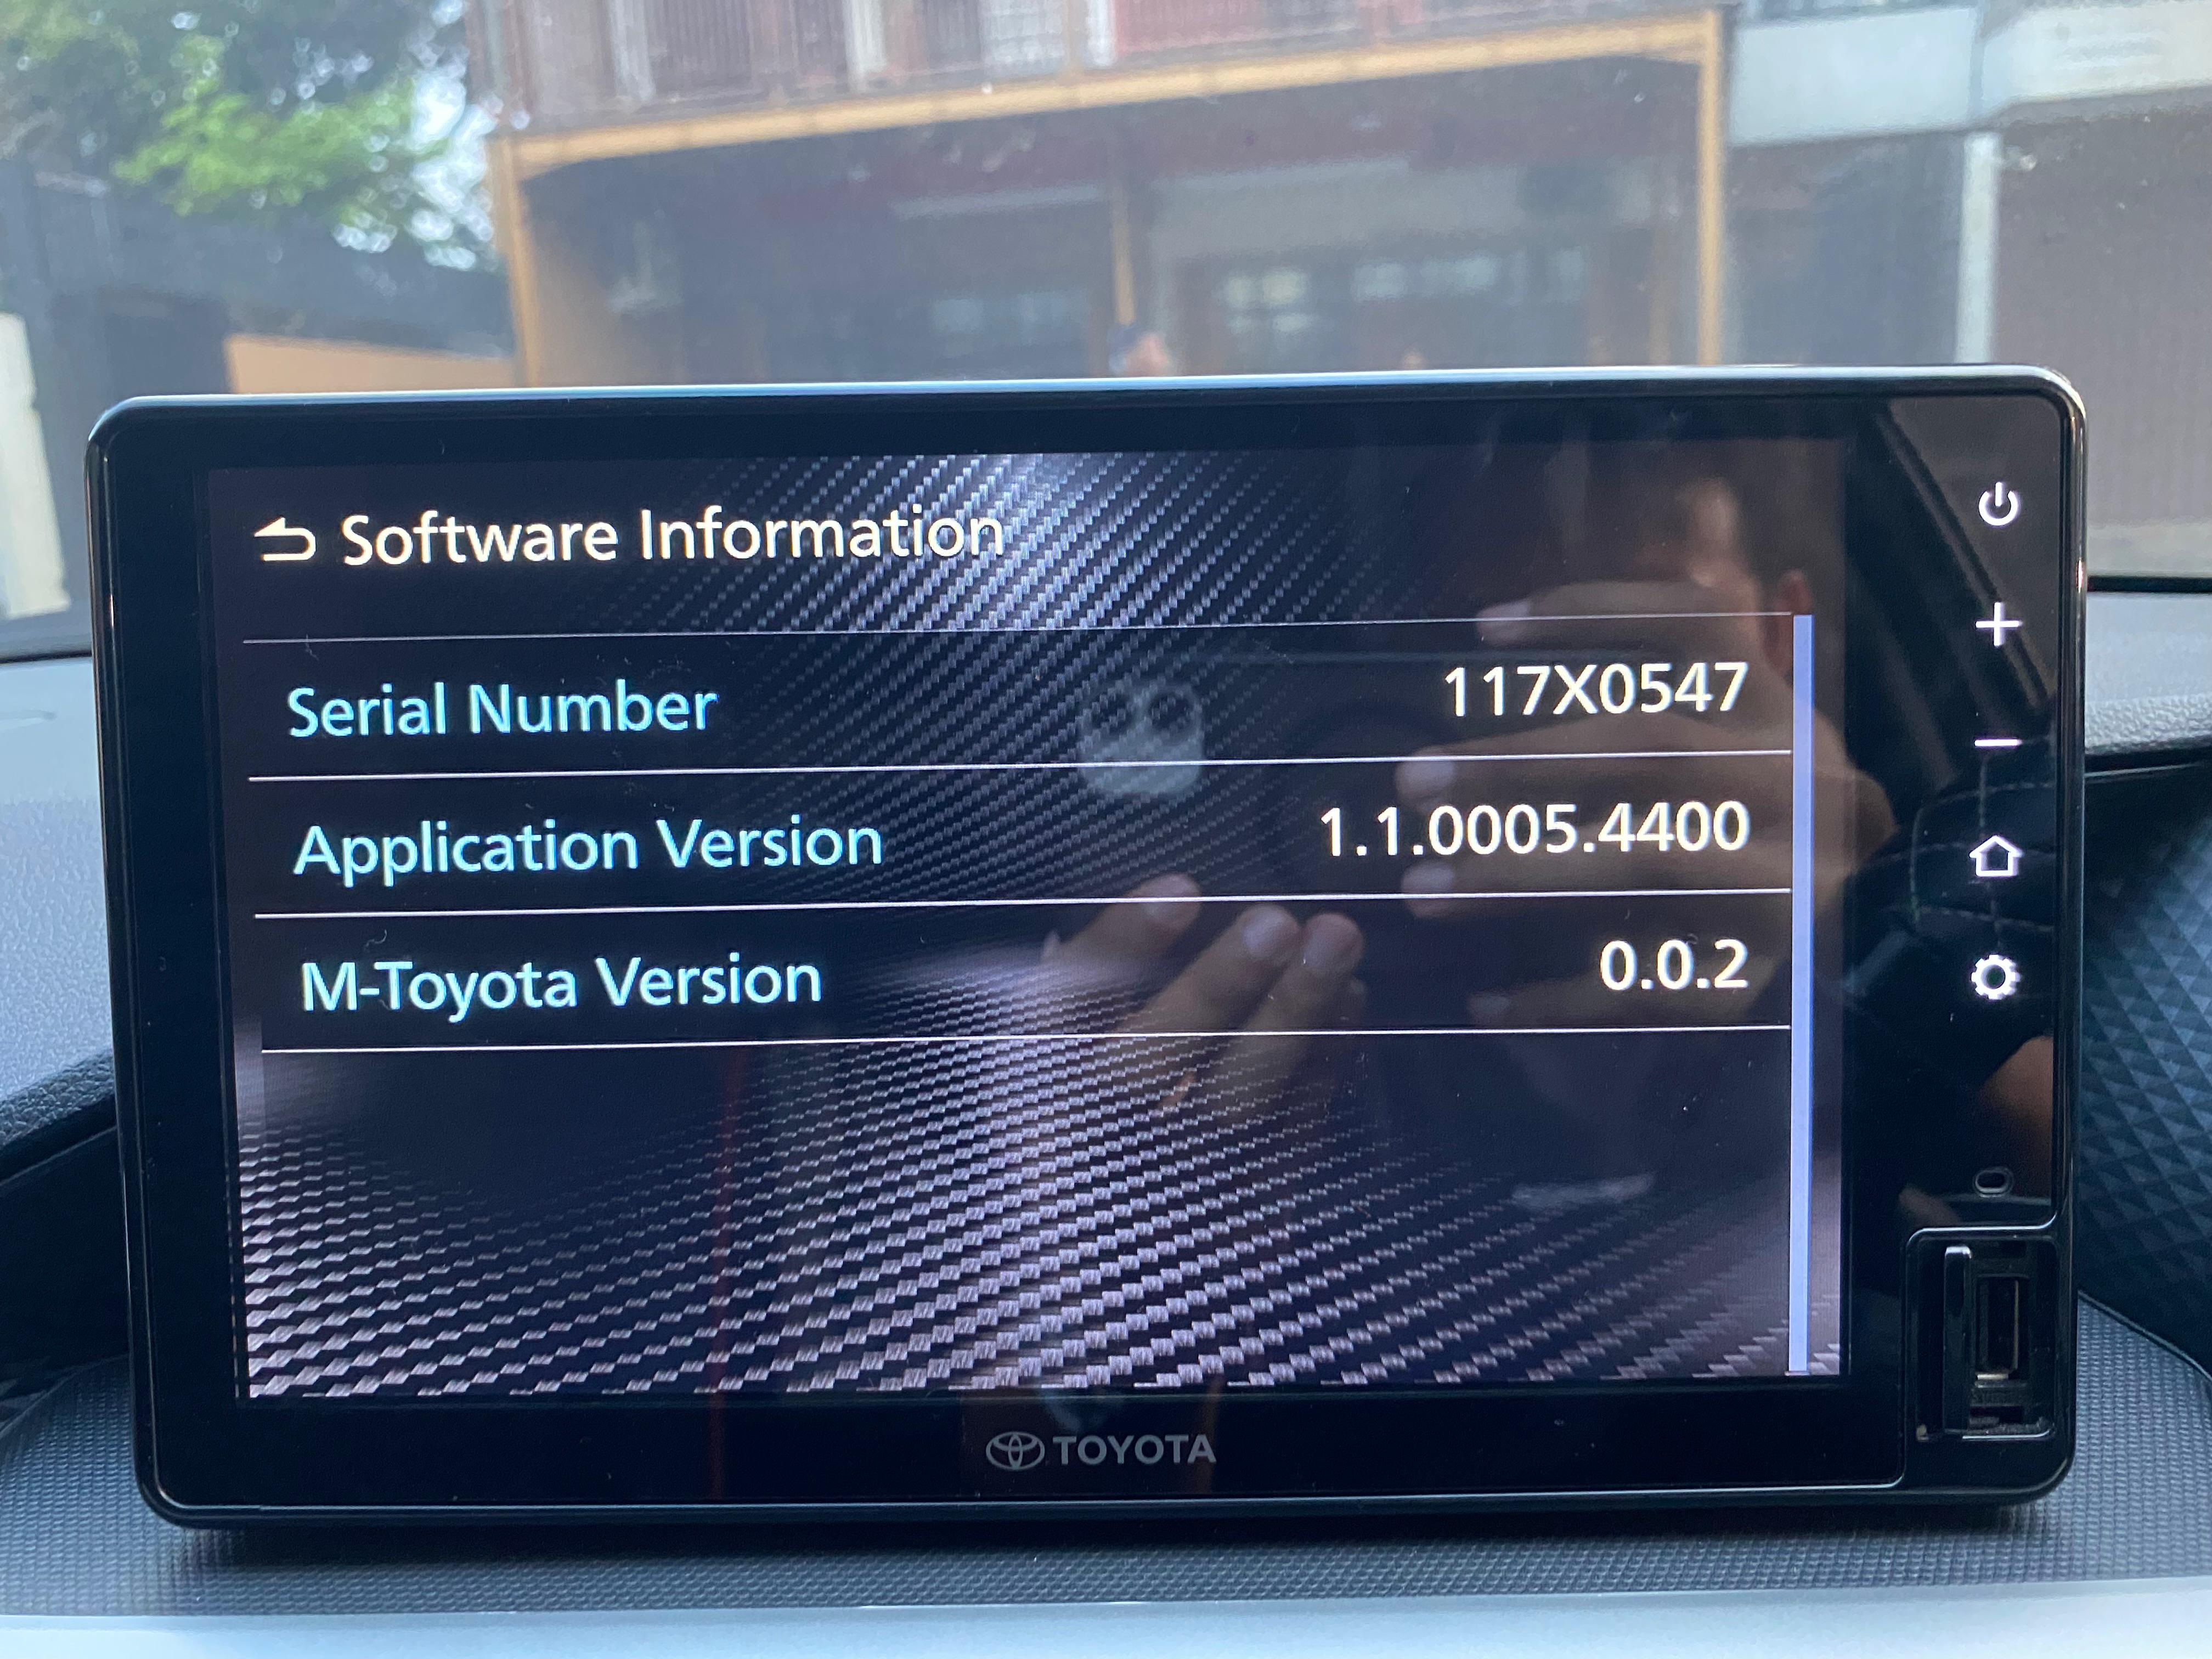 Software Information
Serial Number 117X0547
Application Version 1.1.0005.4400
M-Toyota Version 0.0.2
TOYOTA